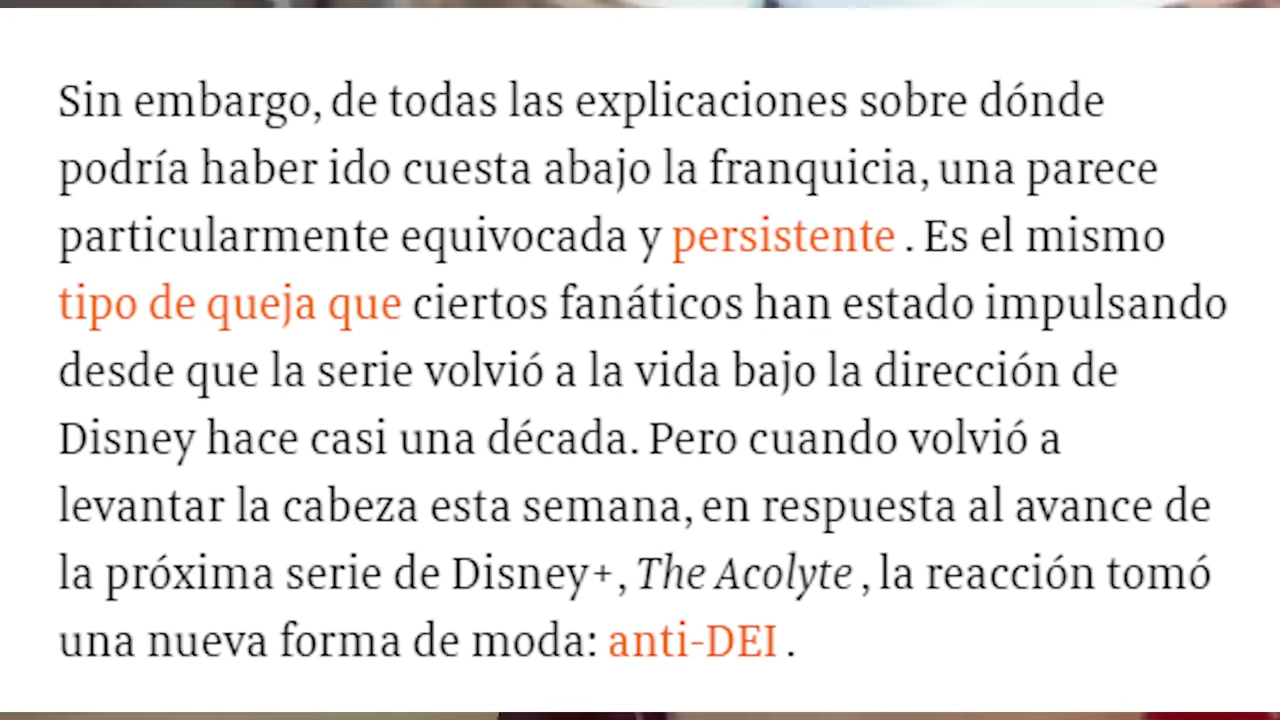 Sin embargo, de todas las explicaciones sobre dónde
podría haber ido cuesta abajo la franquicia, una parece
particularmente equivocada y persistente . Es el mismo
tipo de queja que ciertos fanáticos han estado impulsando
desde que la serie volvió a la vida bajo la dirección de
Disney hace casi una década. Pero cuando volvió a
levantar la cabeza esta semana, en respuesta al avance de
la próxima serie de Disney+, The Acolyte , la reacción tomó
una nueva forma de moda: anti-DEI .